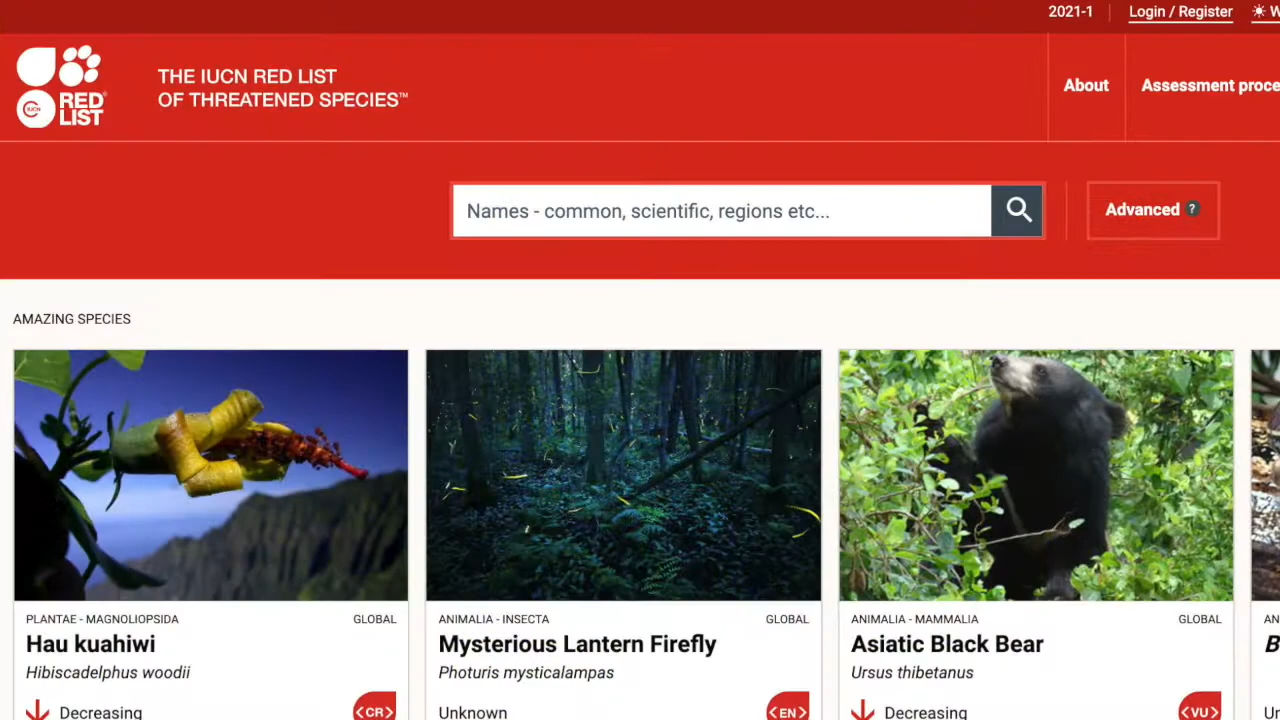 2021-1
Login / Register
THE IUCN RED LIST
OF THREATENED SPECIES™
IUCN
RED
LIST
About
Assessment
Names - common, scientific, regions etc...
Advanced ?
AMAZING SPECIES
PLANTAE - MAGNOLIOPSIDA GLOBAL
Hau kuahiwi
Hibiscadelphus woodii
Decreasing <CR>
ANIMALIA - INSECTA GLOBAL
Mysterious Lantern Firefly
Photuris mysticalampas
Unknown <EN>
ANIMALIA - MAMMALIA GLOBAL
Asiatic Black Bear
Ursus thibetanus
Decreasing <VU>